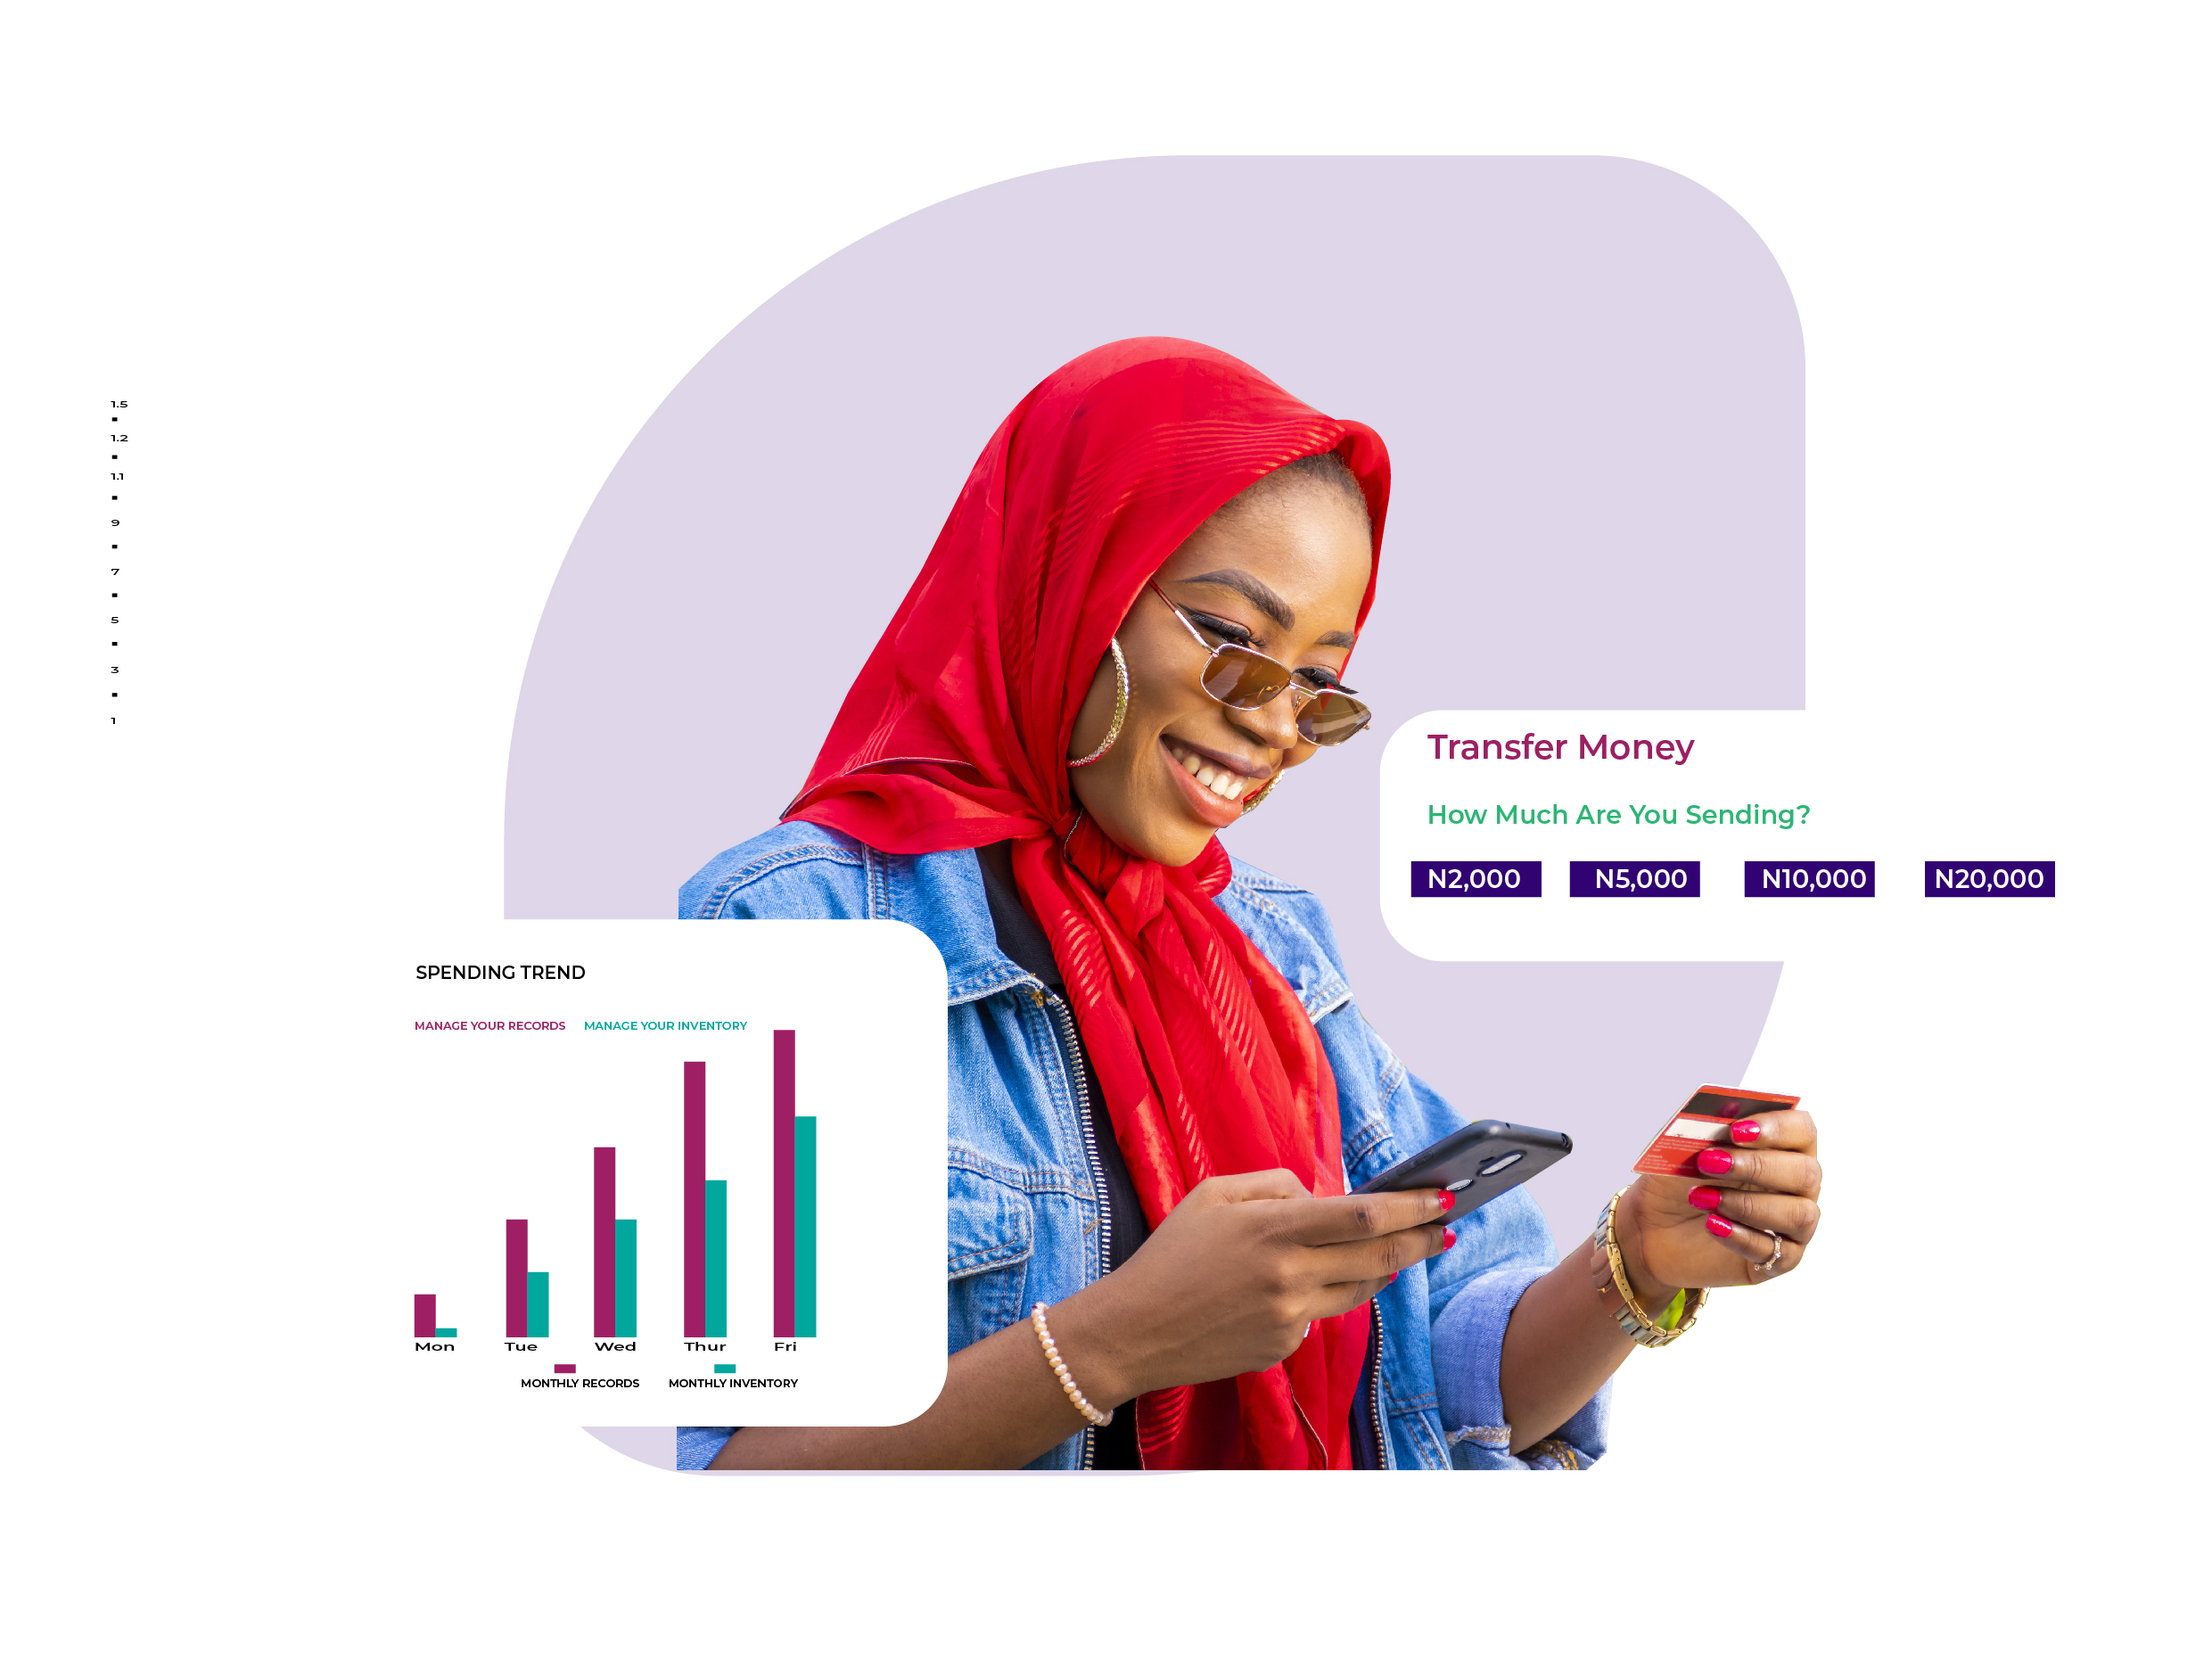 1.5
1.2
1.1
9
7
5
3
1
Transfer Money
How Much Are You Sending?
N2,000 N5,000 N10,000 N20,000
SPENDING TREND
MANAGE YOUR RECORDS MANAGE YOUR INVENTORY
Mon Tue Wed Thur Fri
MONTHLY RECORDS MONTHLY INVENTORY